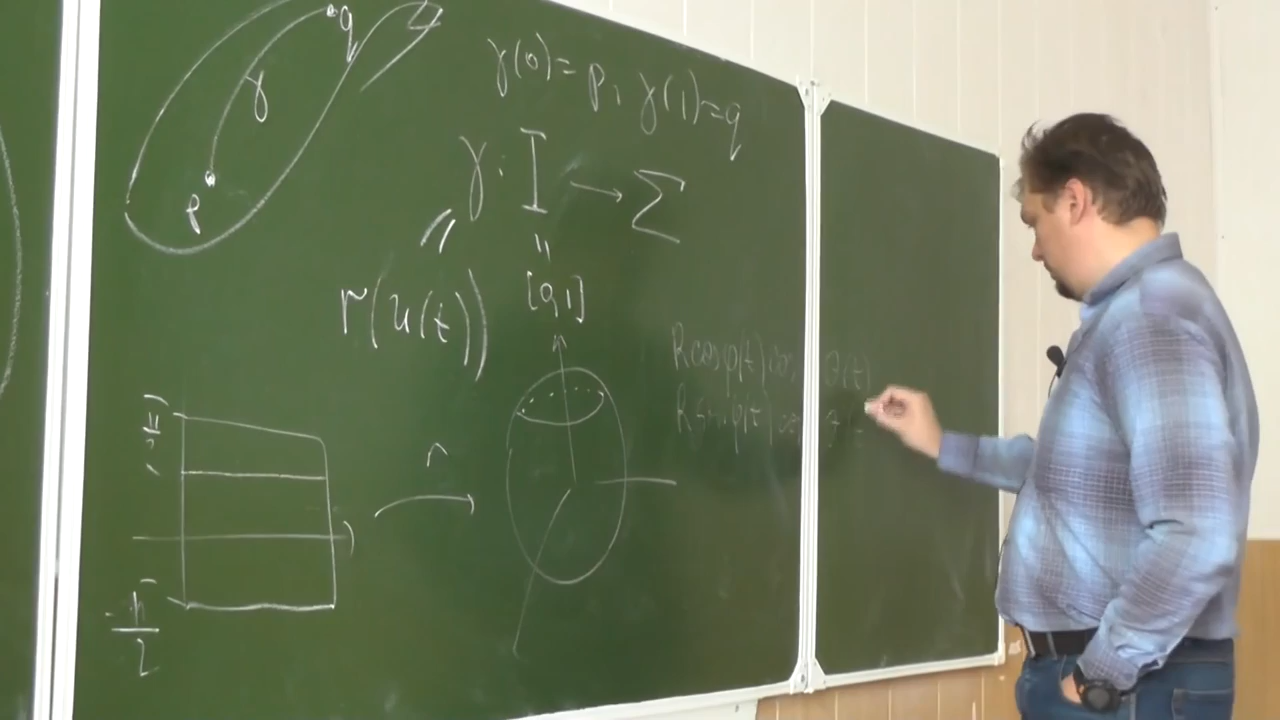 q
γ
p
Σ
γ(0) = p, γ(1) = q
γ : I → Σ
"
[0,1]
r(u(t))
R cos φ(t) cos θ(t)
R sin φ(t) cos θ
π/2
r
-π/2